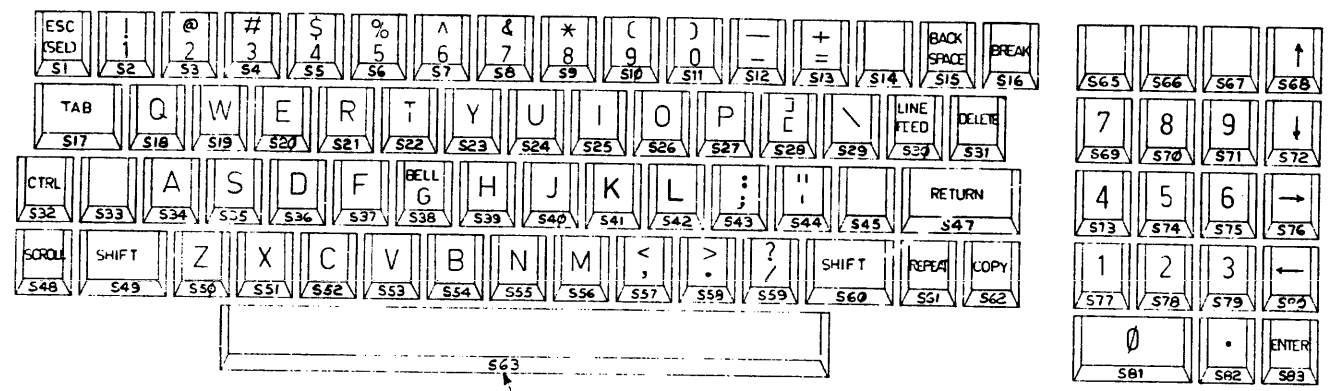 ESC ! @ # $ % ^ & * ( ) — + BACK BREAK ↑
(SEL) 1 2 3 4 5 6 7 8 9 0 – = SPACE
S1 S2 S3 S4 S5 S6 S7 S8 S9 S10 S11 S12 S13 S14 S15 S16 S65 S66 S67 S68
TAB Q W E R T Y U I O P ] [ \ LINE FEED DELETE 7 8 9 ↓
S17 S18 S19 S20 S21 S22 S23 S24 S25 S26 S27 S28 S29 S30 S31 S69 S70 S71 S72
CTRL A S D F BELL G H J K L : ; " ' RETURN 4 5 6 →
S32 S33 S34 S35 S36 S37 S38 S39 S40 S41 S42 S43 S44 S45 S47 S73 S74 S75 S76
SCROLL SHIFT Z X C V B N M < , > . ? / SHIFT REPEAT COPY 1 2 3 ←
S48 S49 S50 S51 S52 S53 S54 S55 S56 S57 S58 S59 S60 S61 S62 S77 S78 S79
Ø . ENTER
S63 S81 S82 S83